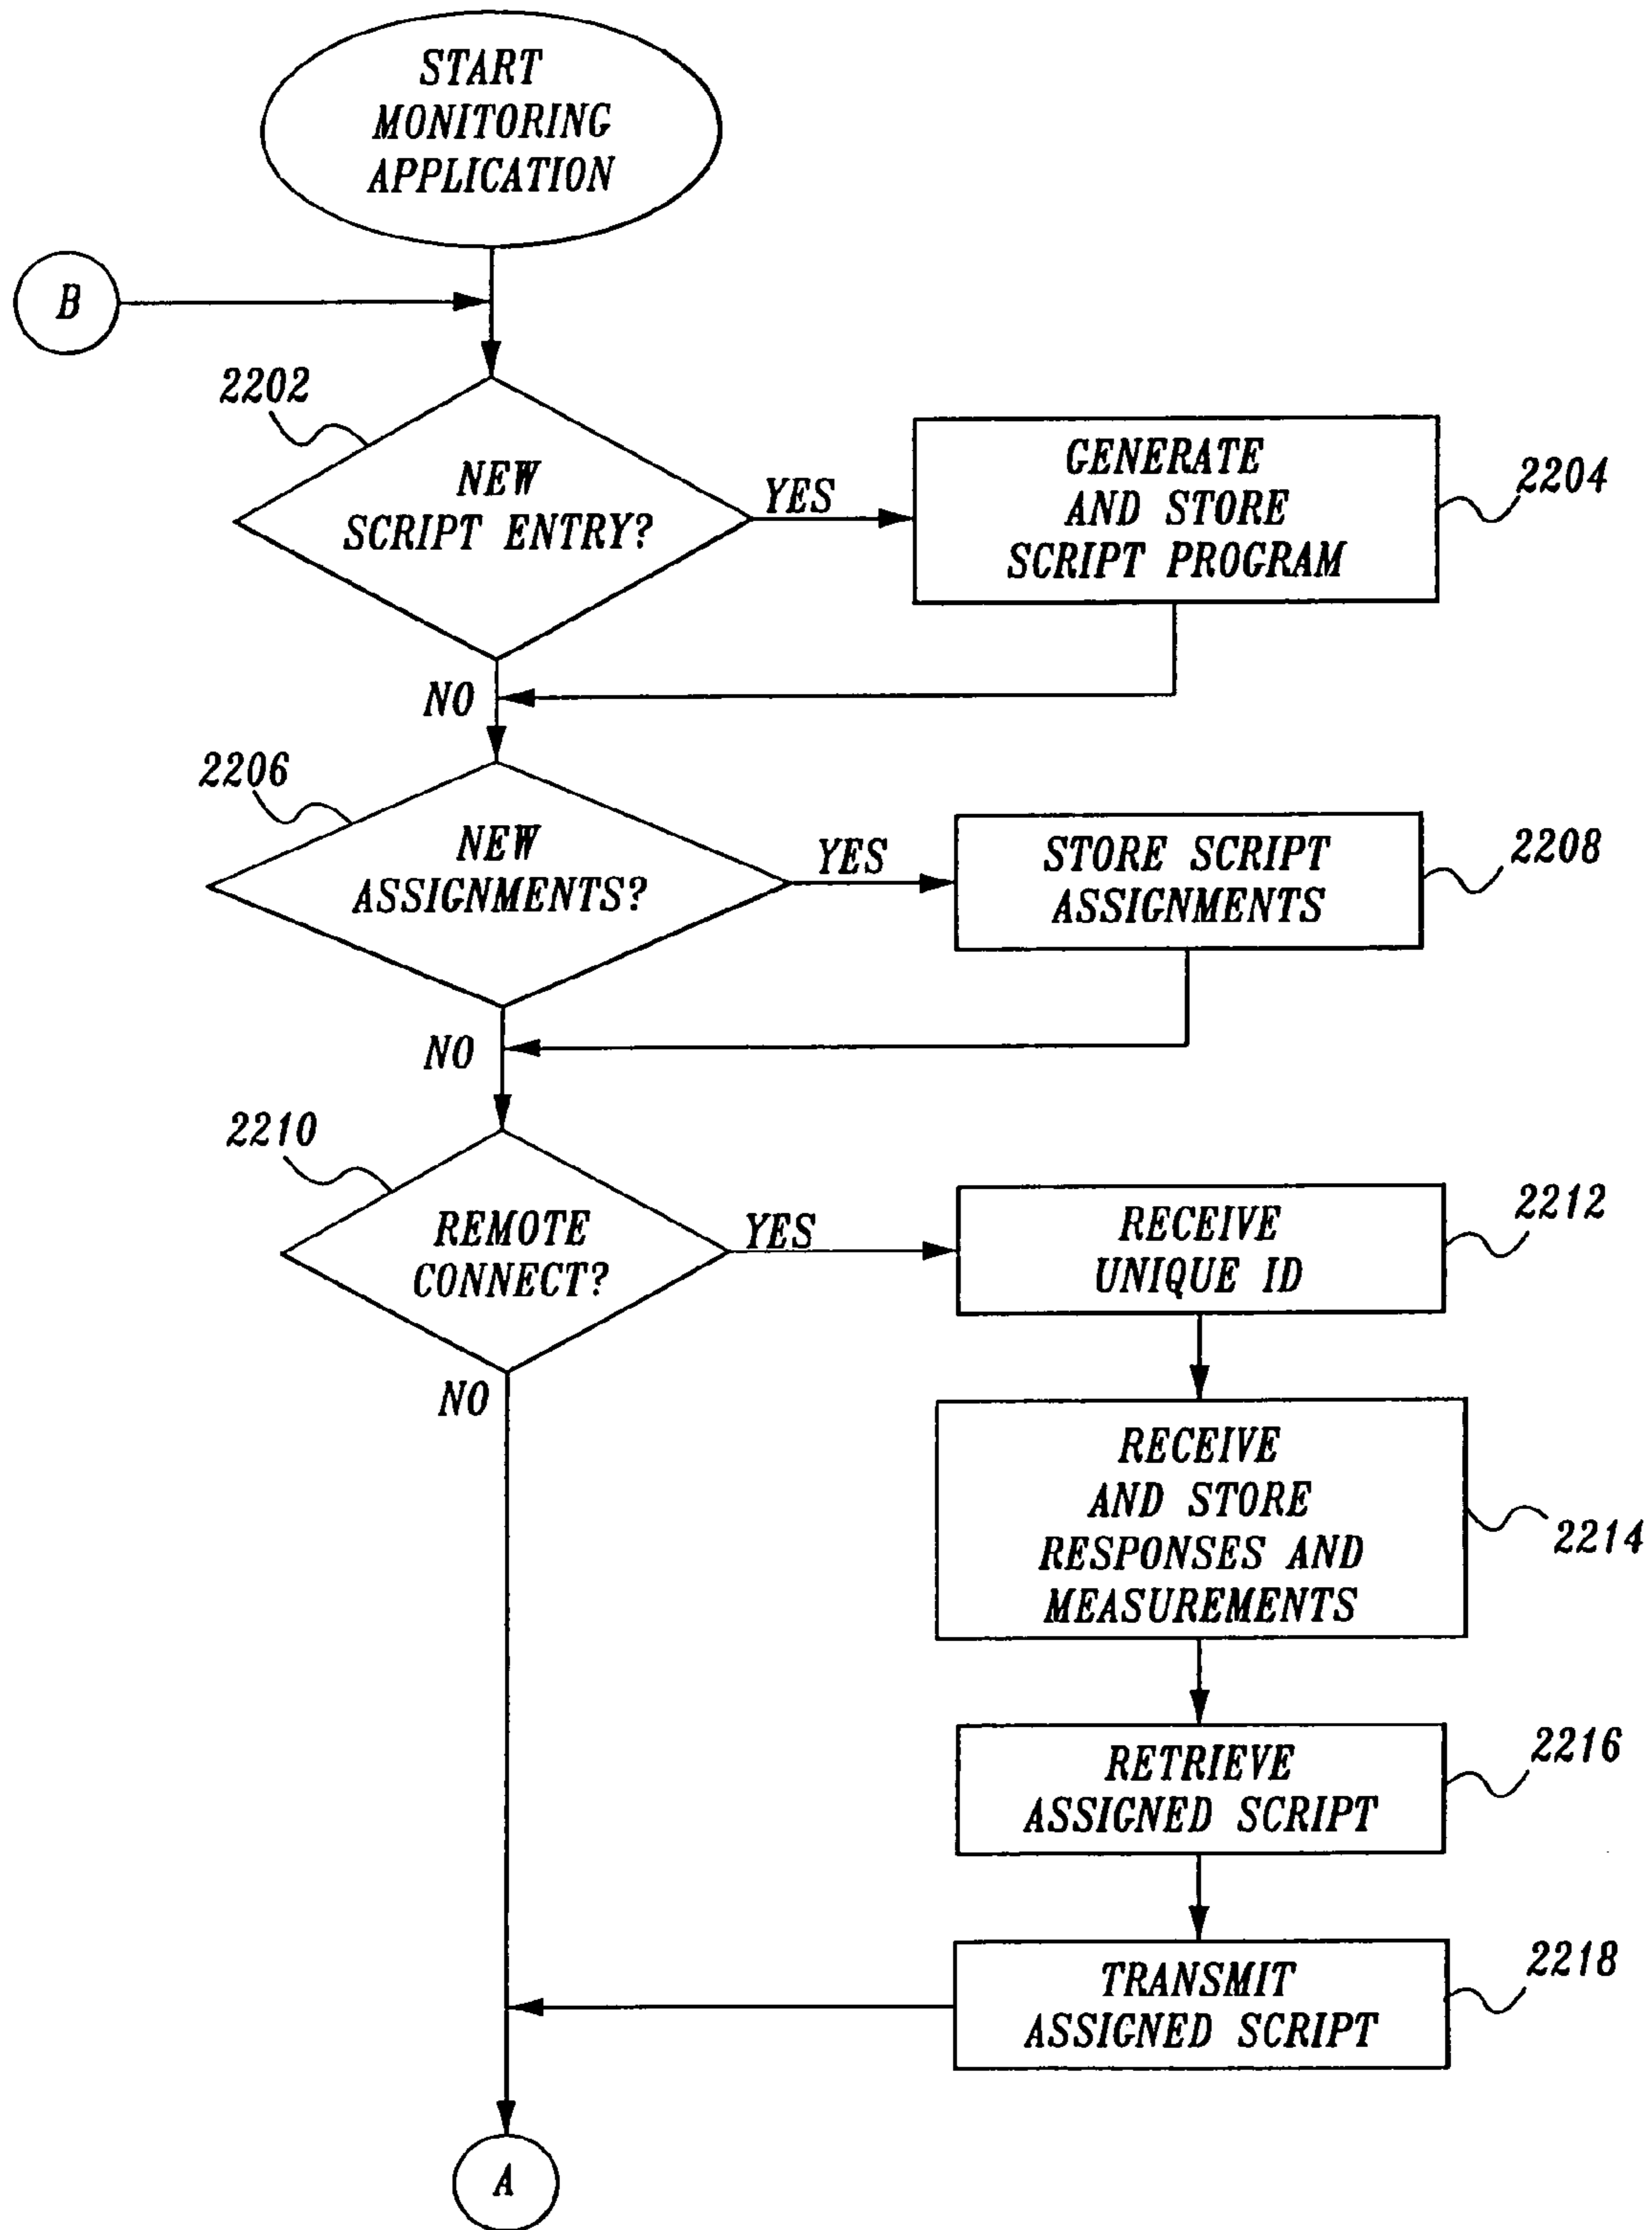 START
MONITORING
APPLICATION
B
2202
NEW
SCRIPT ENTRY?
YES
GENERATE
AND STORE
SCRIPT PROGRAM
2204
NO
2206
NEW
ASSIGNMENTS?
YES
STORE SCRIPT
ASSIGNMENTS
2208
NO
2210
REMOTE
CONNECT?
YES
RECEIVE
UNIQUE ID
2212
NO
RECEIVE
AND STORE
RESPONSES AND
MEASUREMENTS
2214
RETRIEVE
ASSIGNED SCRIPT
2216
TRANSMIT
ASSIGNED SCRIPT
2218
A